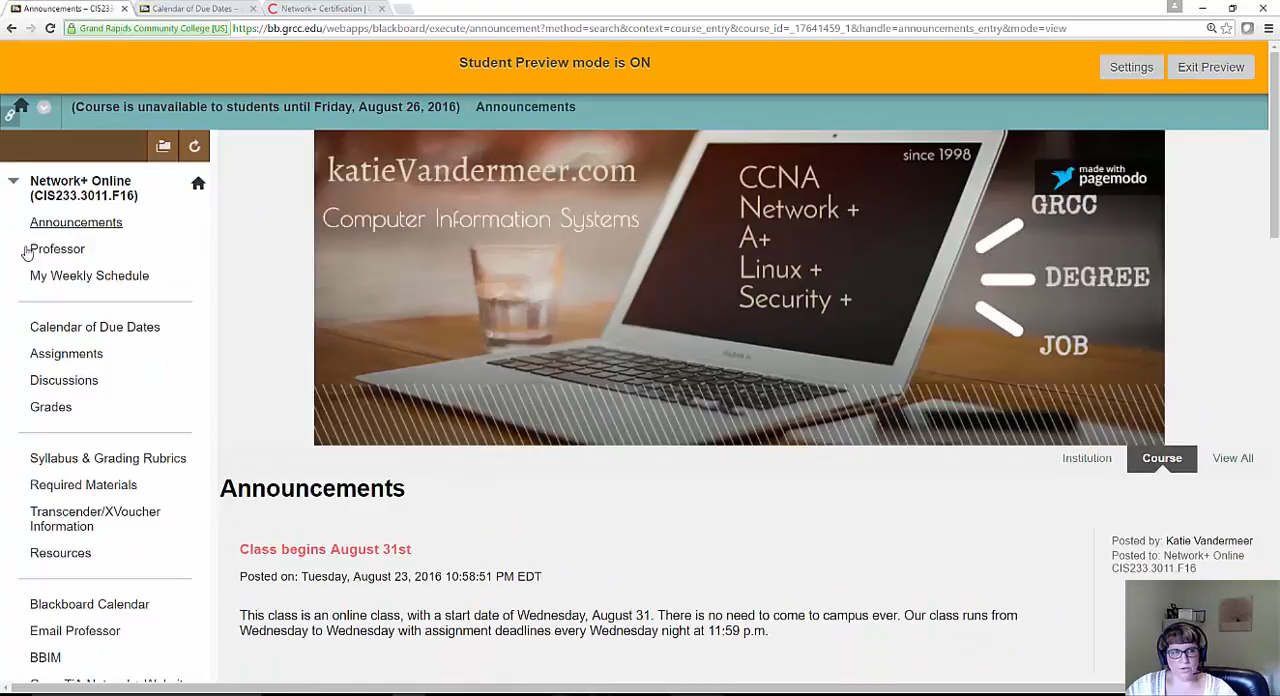 Announcements – CIS233
Calendar of Due Dates –
Network+ Certification |
Grand Rapids Community College [US]
https://bb.grcc.edu/webapps/blackboard/execute/announcement?method=search&context=course_entry&course_id=_17641459_1&handle=announcements_entry&mode=view
Student Preview mode is ON
Settings
Exit Preview
(Course is unavailable to students until Friday, August 26, 2016)
Announcements
Network+ Online
(CIS233.3011.F16)
Announcements
Professor
My Weekly Schedule
Calendar of Due Dates
Assignments
Discussions
Grades
Syllabus & Grading Rubrics
Required Materials
Transcender/XVoucher
Information
Resources
Blackboard Calendar
Email Professor
BBIM
katieVandermeer.com
Computer Information Systems
CCNA
Network +
A+
Linux +
Security +
since 1998
made with
pagemodo
GRCC
DEGREE
JOB
Institution
Course
View All
Announcements
Class begins August 31st
Posted on: Tuesday, August 23, 2016 10:58:51 PM EDT
This class is an online class, with a start date of Wednesday, August 31. There is no need to come to campus ever. Our class runs from
Wednesday to Wednesday with assignment deadlines every Wednesday night at 11:59 p.m.
Posted by: Katie Vandermeer
Posted to: Network+ Online
CIS233.3011.F16